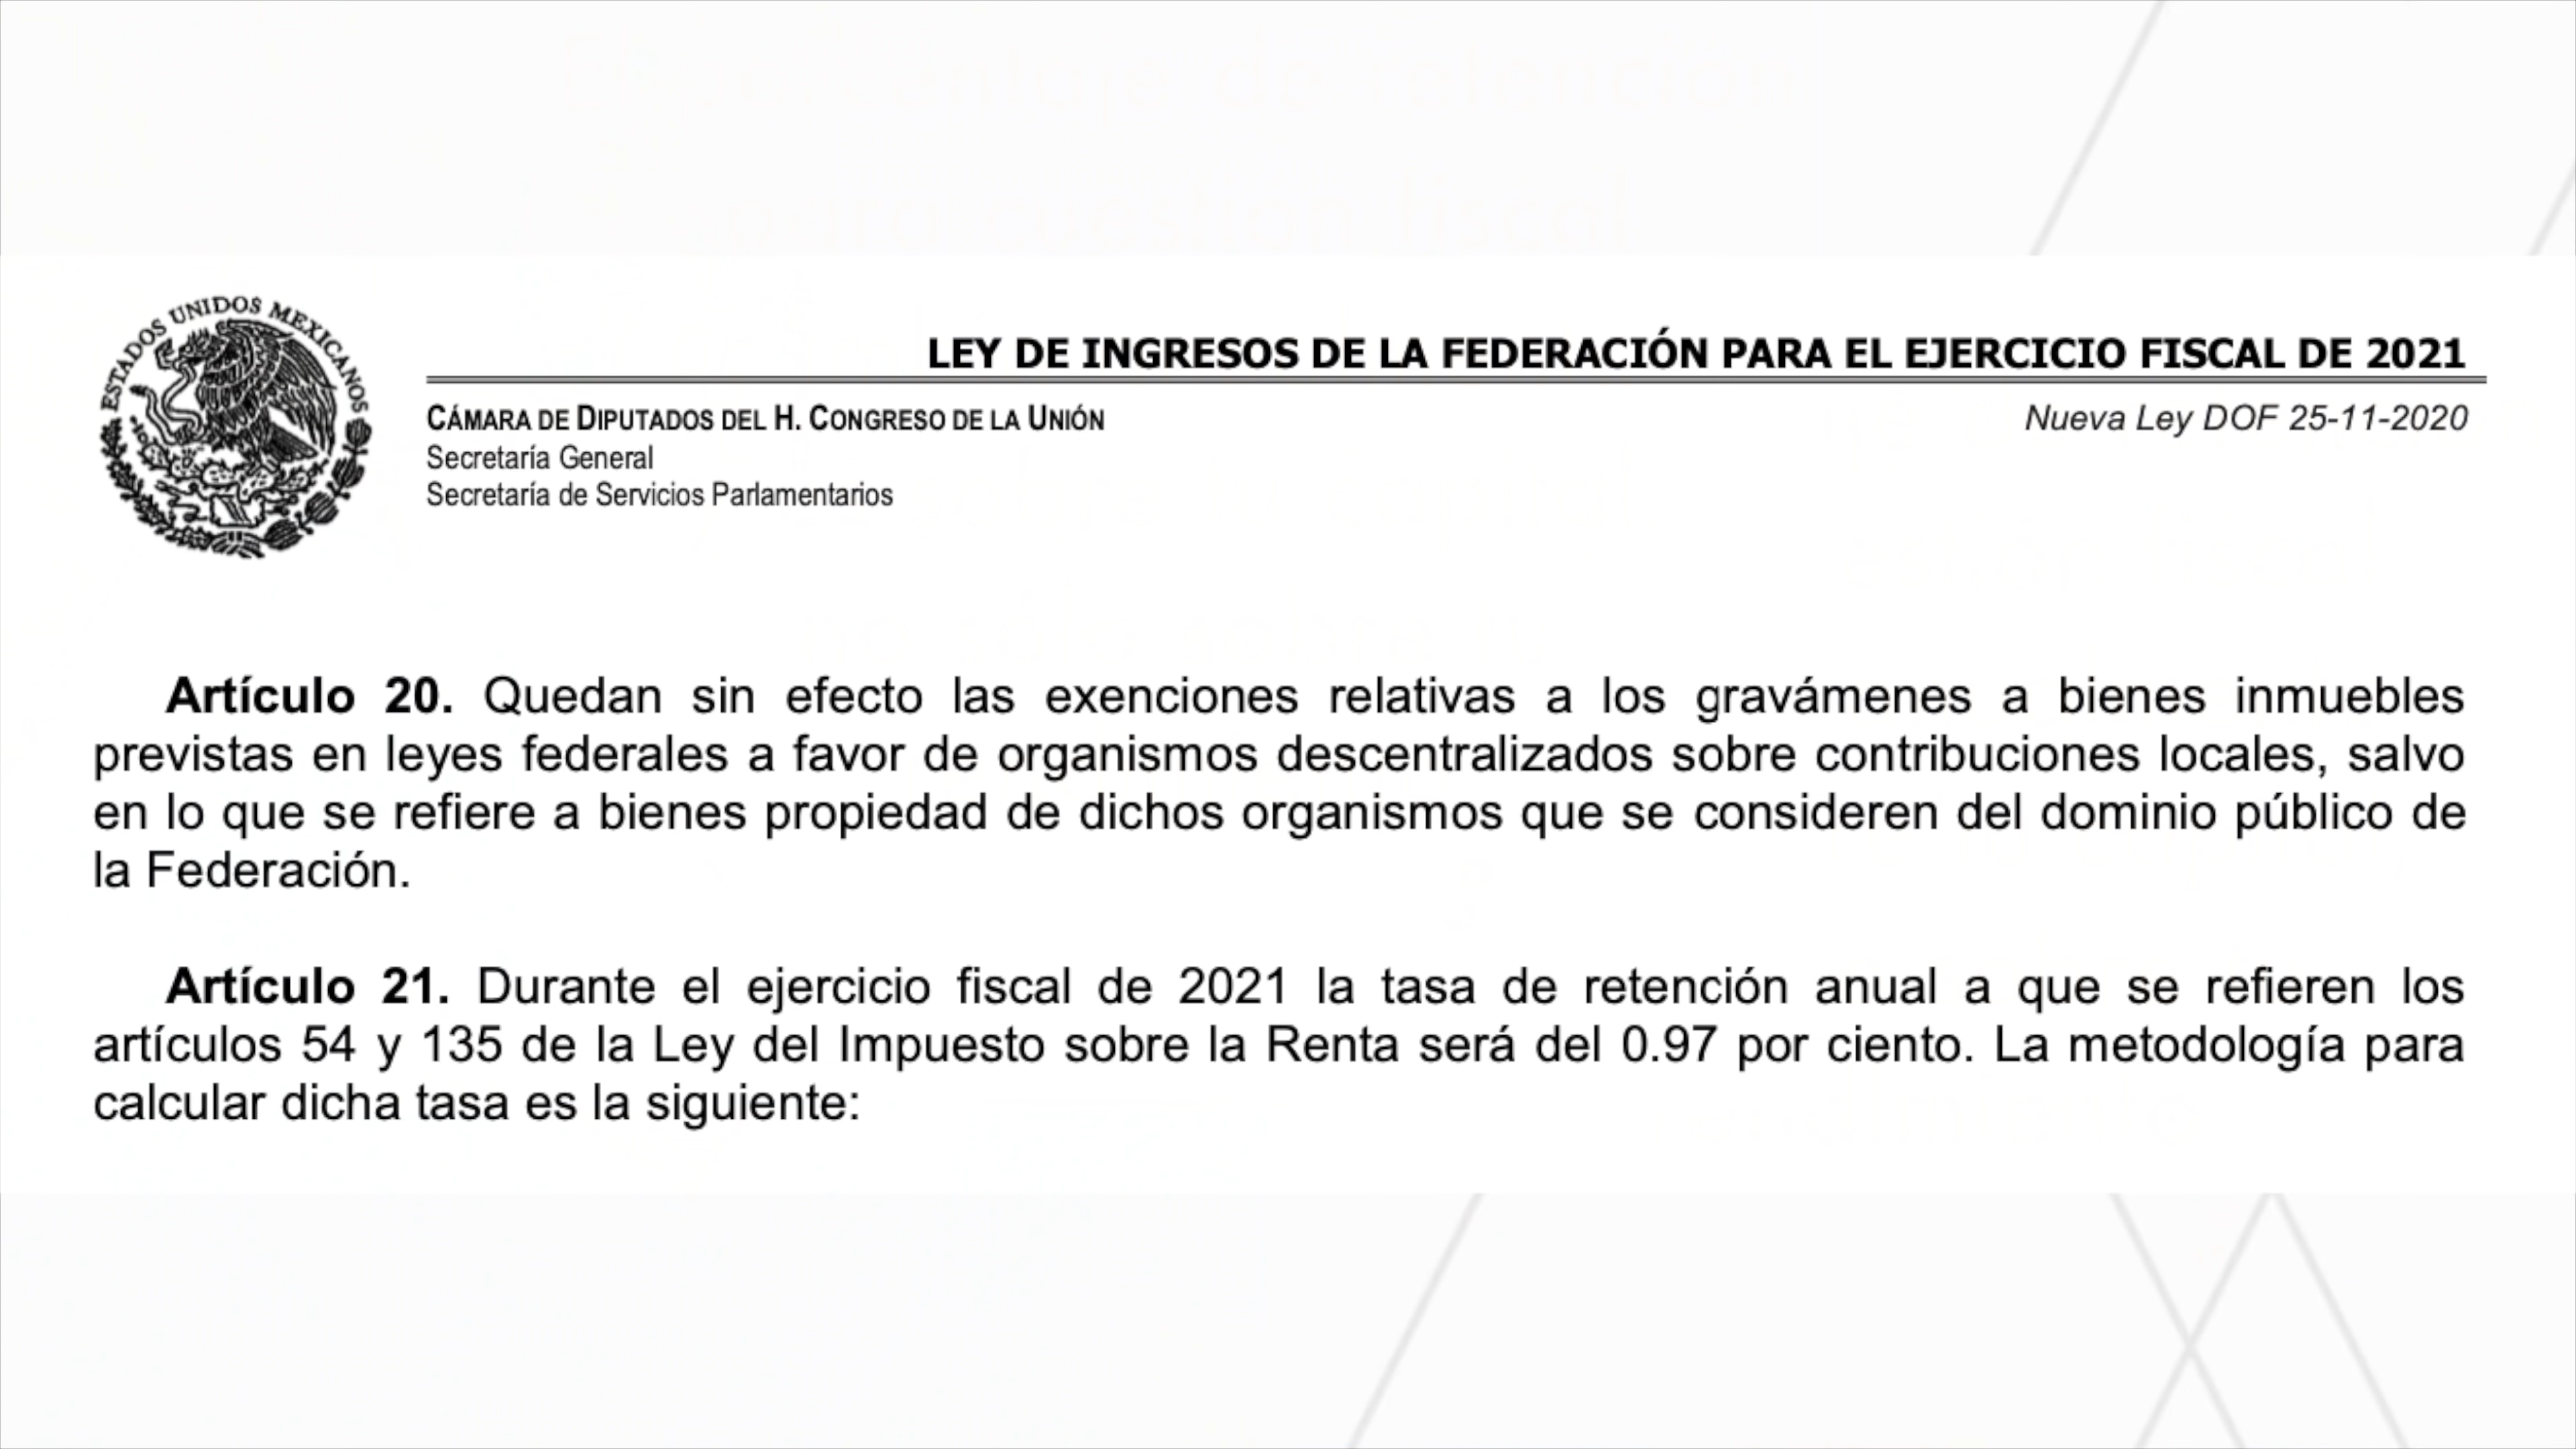 ESTADOS UNIDOS MEXICANOS
LEY DE INGRESOS DE LA FEDERACIÓN PARA EL EJERCICIO FISCAL DE 2021
CÁMARA DE DIPUTADOS DEL H. CONGRESO DE LA UNIÓN
Nueva Ley DOF 25-11-2020
Secretaría General
Secretaría de Servicios Parlamentarios
Artículo 20. Quedan sin efecto las exenciones relativas a los gravámenes a bienes inmuebles
previstas en leyes federales a favor de organismos descentralizados sobre contribuciones locales, salvo
en lo que se refiere a bienes propiedad de dichos organismos que se consideren del dominio público de
la Federación.
Artículo 21. Durante el ejercicio fiscal de 2021 la tasa de retención anual a que se refieren los
artículos 54 y 135 de la Ley del Impuesto sobre la Renta será del 0.97 por ciento. La metodología para
calcular dicha tasa es la siguiente: